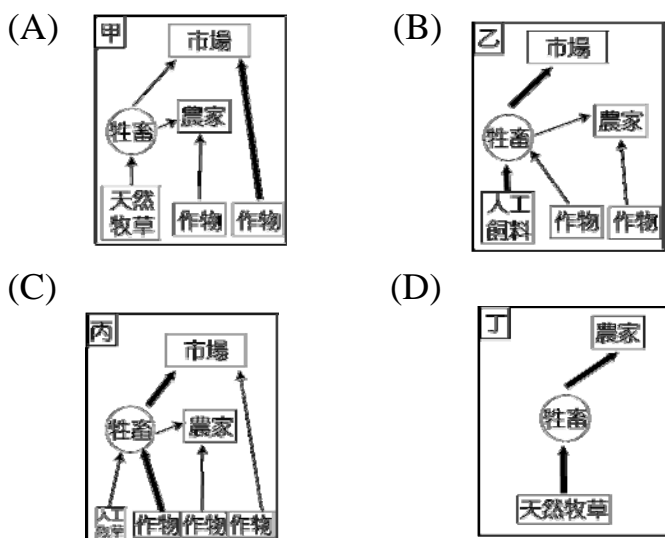 (A)
甲
市場
牲畜
農家
天然
牧草
作物
作物
(B)
乙
市場
牲畜
農家
人工
飼料
作物
作物
(C)
丙
市場
牲畜
農家
人工
牧草
作物
作物
作物
(D)
丁
農家
牲畜
天然牧草